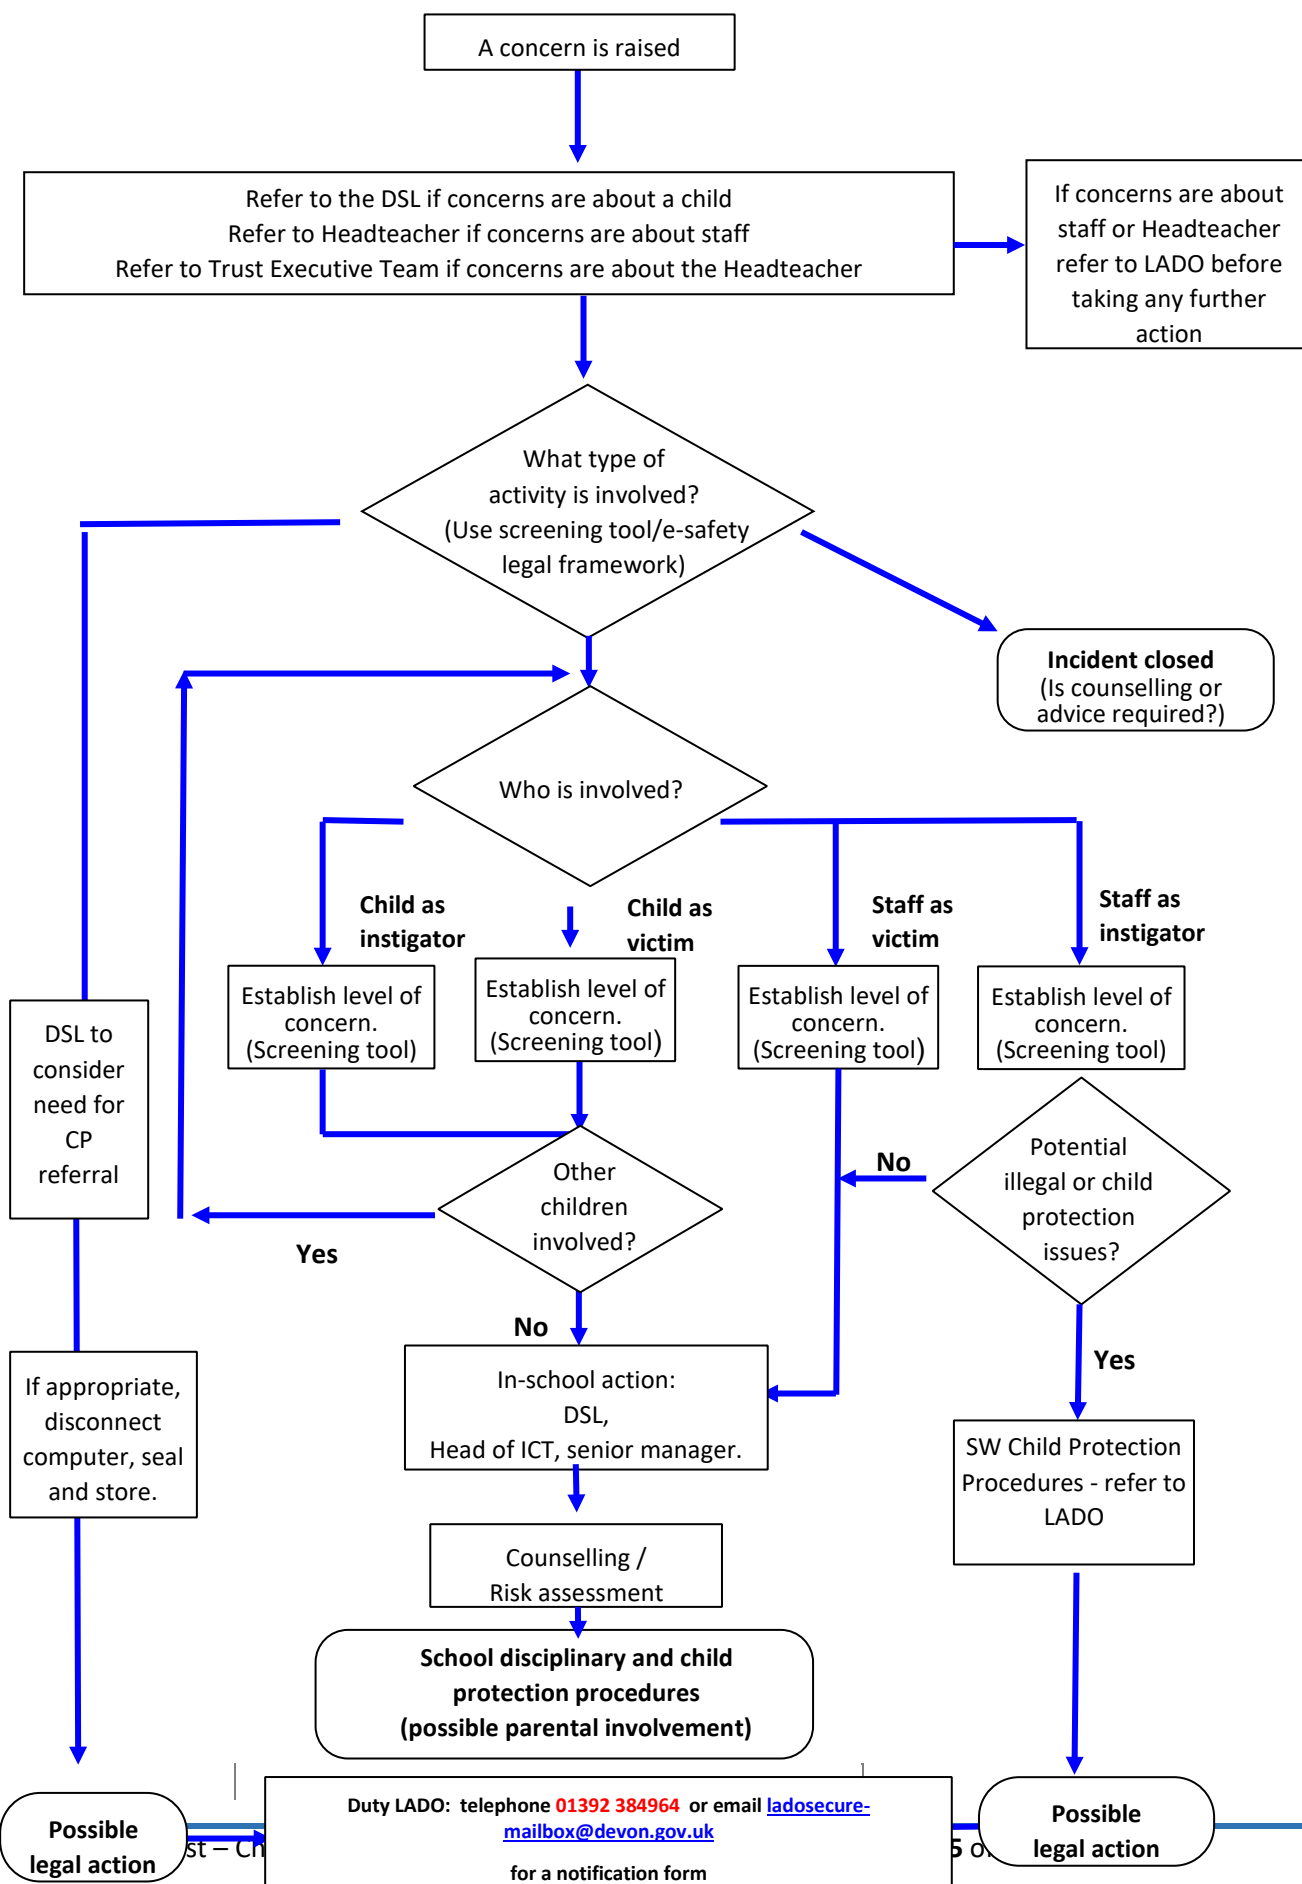 A concern is raised
Refer to the DSL if concerns are about a child
Refer to Headteacher if concerns are about staff
Refer to Trust Executive Team if concerns are about the Headteacher
If concerns are about
staff or Headteacher
refer to LADO before
taking any further
action
What type of
activity is involved?
(Use screening tool/e-safety
legal framework)
Incident closed
(Is counselling or
advice required?)
Who is involved?
Child as
instigator
Child as
victim
Staff as
victim
Staff as
instigator
Establish level of
concern.
(Screening tool)
Establish level of
concern.
(Screening tool)
Establish level of
concern.
(Screening tool)
Establish level of
concern.
(Screening tool)
DSL to
consider
need for
CP
referral
Other
children
involved?
Potential
illegal or child
protection
issues?
No
Yes
No
Yes
If appropriate,
disconnect
computer, seal
and store.
In-school action:
DSL,
Head of ICT, senior manager.
SW Child Protection
Procedures - refer to
LADO
Counselling /
Risk assessment
School disciplinary and child
protection procedures
(possible parental involvement)
Duty LADO: telephone 01392 384964 or email ladosecure-
mailbox@devon.gov.uk
for a notification form
Possible
legal action
Possible
legal action